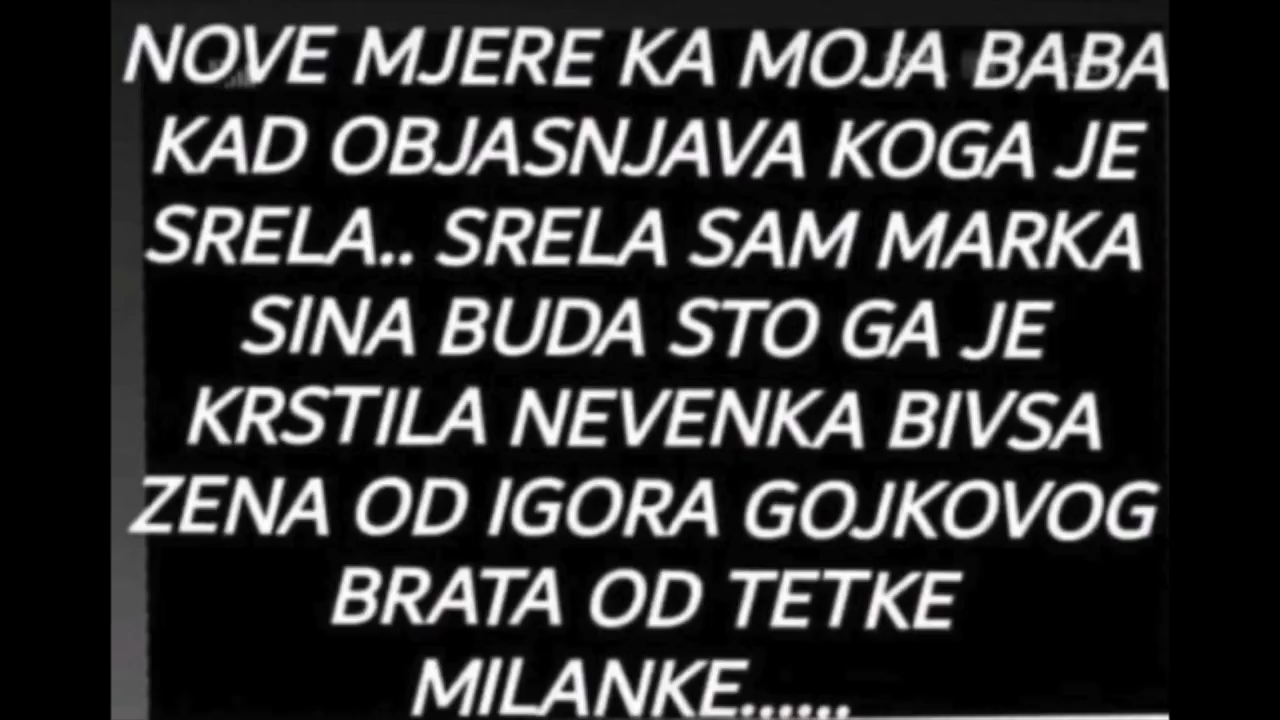 NOVE MJERE KA MOJA BABA
KAD OBJASNJAVA KOGA JE
SRELA.. SRELA SAM MARKA
SINA BUDA STO GA JE
KRSTILA NEVENKA BIVSA
ZENA OD IGORA GOJKOVOG
BRATA OD TETKE
MILANKE......